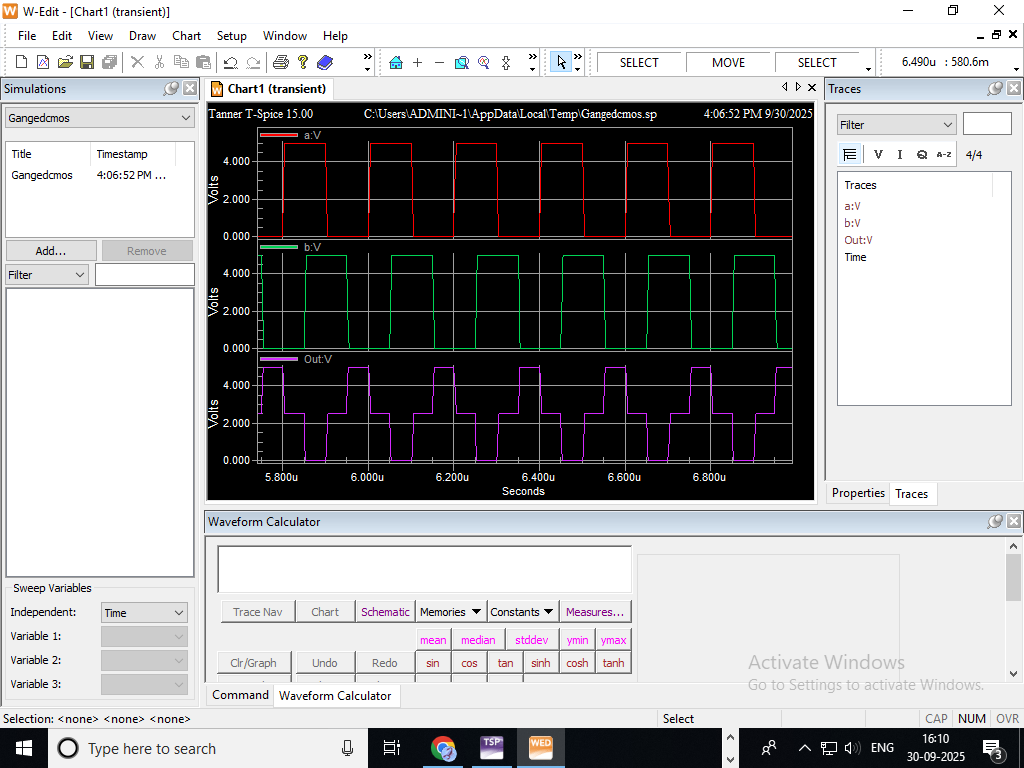 W-Edit - [Chart1 (transient)]
File Edit View Draw Chart Setup Window Help
SELECT MOVE SELECT 6.490u : 580.6m
Simulations
Gangedcmos
Title Timestamp
Gangedcmos 4:06:52 PM ...
Add... Remove
Filter
Sweep Variables
Independent: Time
Variable 1:
Variable 2:
Variable 3:
Chart1 (transient)
Tanner T-Spice 15.00 C:\Users\ADMINI~1\AppData\Local\Temp\Gangedcmos.sp 4:06:52 PM 9/30/2025
a:V
4.000
2.000
0.000
Volts
b:V
4.000
2.000
0.000
Volts
Out:V
4.000
2.000
0.000
Volts
5.800u 6.000u 6.200u 6.400u 6.600u 6.800u
Seconds
Traces
Filter
V I Q A-Z 4/4
Traces
a:V
b:V
Out:V
Time
Properties Traces
Waveform Calculator
Trace Nav Chart Schematic Memories Constants Measures...
mean median stddev ymin ymax
Clr/Graph Undo Redo sin cos tan sinh cosh tanh
Command Waveform Calculator
Activate Windows
Go to Settings to activate Windows.
Selection: <none> <none> <none> Select CAP NUM OVR
Type here to search
TSP
WED
ENG
16:10
30-09-2025
3